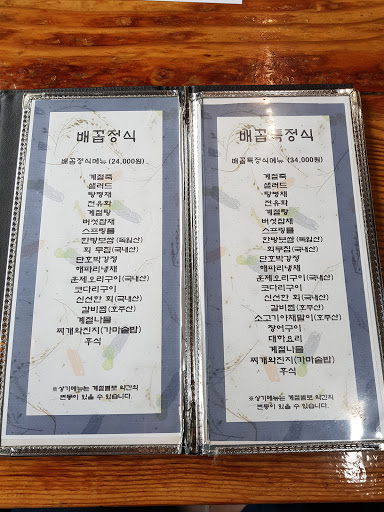 배꼽정식
배꼽정식메뉴 (24,000원)
계절죽
샐러드
탕평채
전유화
계절탕
버섯잡채
스프링롤
한방보쌈 (독일산)
회 무침(국내산)
단호박강정
해파리냉채
훈제오리구이(국내산)
코다리구이
신선한 회(국내산)
갈비찜(호주산)
계절나물
찌개와진지(가마솥밥)
후식
※상기메뉴는 계절별로 약간의
변동이 있을 수 있습니다.
배꼽특정식
배꼽특정식메뉴 (34,000원)
계절죽
샐러드
탕평채
전유화
계절탕
버섯잡채
스프링롤
한방보쌈 (독일산)
회무침(국내산)
단호박강정
해파리냉채
훈제오리구이(국내산)
코다리구이
신선한 회(국내산)
갈비찜(호주산)
소고기야채말이(호주산)
장어구이
대하요리
계절나물
찌개와진지(가마솥밥)
후식
※상기메뉴는 계절별로 약간의
변동이 있을 수 있습니다.